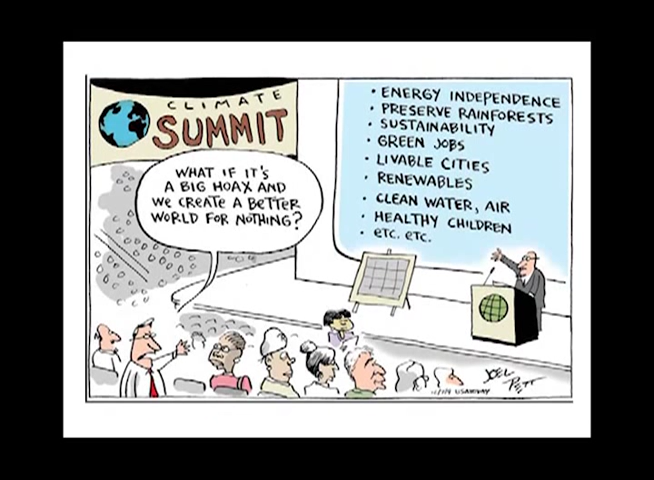 CLIMATE
SUMMIT
WHAT IF IT'S
A BIG HOAX AND
WE CREATE A BETTER
WORLD FOR NOTHING?
• ENERGY INDEPENDENCE
• PRESERVE RAINFORESTS
• SUSTAINABILITY
• GREEN JOBS
• LIVABLE CITIES
• RENEWABLES
• CLEAN WATER, AIR
• HEALTHY CHILDREN
• ETC. ETC.
JOEL
PETT
USA TODAY